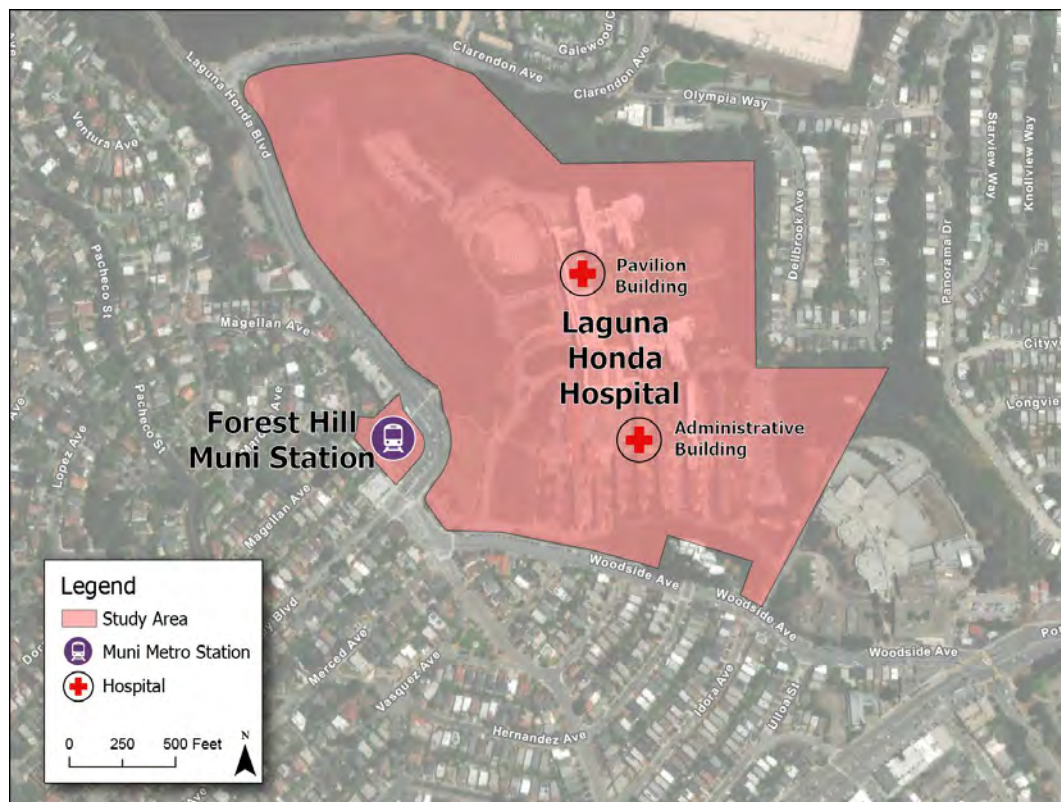 Clarendon Ave
Galewood C
Clarendon Ave
Olympia Way
Laguna Honda Blvd
Ventura Ave
Starview Way
Knollview Way
Dellbrook Ave
Panorama Dr
Pacheco St
Pavilion
Building
Magellan Ave
Laguna
Honda
Hospital
Cityv
Longview
Pacheco St
Ave
Lopez Ave
Forest Hill
Muni Station
Administrative
Building
Magellan Ave
Woodside Ave
Woodside Ave
Woodside Ave
Merced Ave
Vasquez Ave
Idora Ave
Ulloa St
Hernandez Ave
Legend
Study Area
Muni Metro Station
Hospital
0 250 500 Feet
N